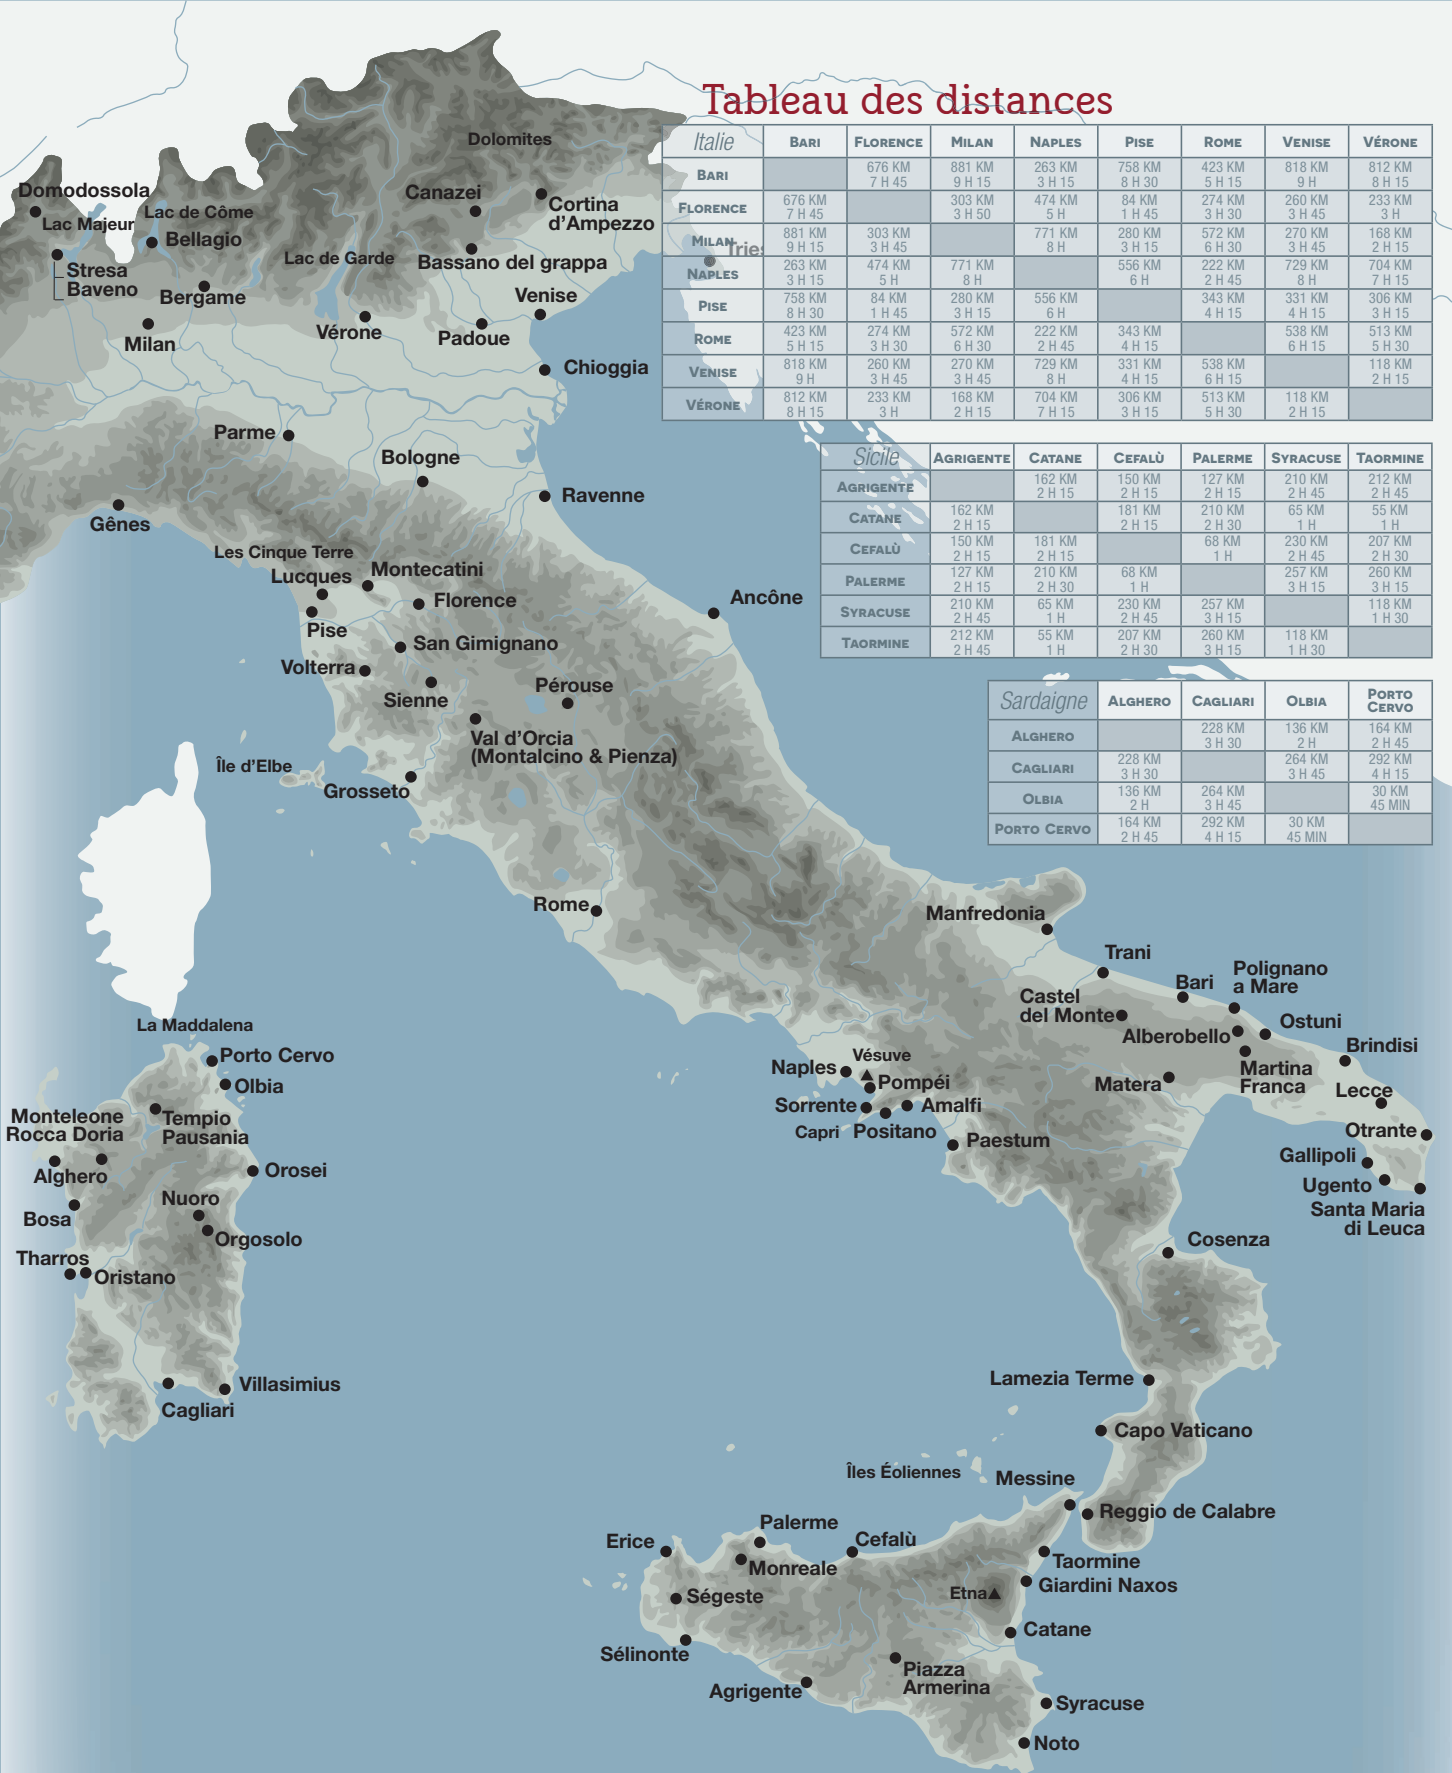 Tableau des distances
Italie BARI FLORENCE MILAN NAPLES PISE ROME VENISE VÉRONE
BARI 676 KM 881 KM 263 KM 758 KM 423 KM 818 KM 812 KM
7 H 45 9 H 15 3 H 15 8 H 30 5 H 15 9 H 8 H 15
FLORENCE 676 KM 303 KM 474 KM 84 KM 274 KM 260 KM 233 KM
7 H 45 3 H 50 5 H 1 H 45 3 H 30 3 H 45 3 H
MILAN 881 KM 303 KM 771 KM 280 KM 572 KM 270 KM 168 KM
9 H 15 3 H 45 8 H 3 H 15 6 H 30 3 H 45 2 H 15
NAPLES 263 KM 474 KM 771 KM 556 KM 222 KM 729 KM 704 KM
3 H 15 5 H 8 H 6 H 2 H 45 8 H 7 H 15
PISE 758 KM 84 KM 280 KM 556 KM 343 KM 331 KM 306 KM
8 H 30 1 H 45 3 H 15 6 H 4 H 15 4 H 15 3 H 15
ROME 423 KM 274 KM 572 KM 222 KM 343 KM 538 KM 513 KM
5 H 15 3 H 30 6 H 30 2 H 45 4 H 15 6 H 15 5 H 30
VENISE 818 KM 260 KM 270 KM 729 KM 331 KM 538 KM 118 KM
9 H 3 H 45 3 H 45 8 H 4 H 15 6 H 15 2 H 15
VÉRONE 812 KM 233 KM 168 KM 704 KM 306 KM 513 KM 118 KM
8 H 15 3 H 2 H 15 7 H 15 3 H 15 5 H 30 2 H 15
Sicile AGRIGENTE CATANE CEFALÙ PALERME SYRACUSE TAORMINE
AGRIGENTE 162 KM 150 KM 127 KM 210 KM 212 KM
2 H 15 2 H 15 2 H 15 2 H 45 2 H 45
CATANE 162 KM 181 KM 210 KM 65 KM 55 KM
2 H 15 2 H 15 2 H 30 1 H 1 H
CEFALÙ 150 KM 181 KM 68 KM 230 KM 207 KM
2 H 15 2 H 15 1 H 2 H 45 2 H 30
PALERME 127 KM 210 KM 68 KM 257 KM 260 KM
2 H 15 2 H 30 1 H 3 H 15 3 H 15
SYRACUSE 210 KM 65 KM 230 KM 257 KM 118 KM
2 H 45 1 H 2 H 45 3 H 15 1 H 30
TAORMINE 212 KM 55 KM 207 KM 260 KM 118 KM
2 H 45 1 H 2 H 30 3 H 15 1 H 30
Sardaigne ALGHERO CAGLIARI OLBIA PORTO CERVO
ALGHERO 228 KM 136 KM 164 KM
3 H 30 2 H 2 H 45
CAGLIARI 228 KM 264 KM 292 KM
3 H 30 3 H 45 4 H 15
OLBIA 136 KM 264 KM 30 KM
2 H 3 H 45 45 MIN
PORTO CERVO 164 KM 292 KM 30 KM
2 H 45 4 H 15 45 MIN
Dolomites
Domodossola
Lac Majeur
Lac de Côme
Bellagio
Canazei
Cortina
d'Ampezzo
Stresa
Baveno
Bergame
Lac de Garde
Bassano del grappa
Venise
Milan
Vérone
Padoue
Chioggia
Parme
Bologne
Ravenne
Gênes
Les Cinque Terre
Lucques
Montecatini
Florence
Pise
San Gimignano
Ancône
Volterra
Sienne
Pérouse
Val d'Orcia
(Montalcino & Pienza)
Île d'Elbe
Grosseto
Rome
Manfredonia
Trani
Bari
Polignano
a Mare
Castel
del Monte
Alberobello
Ostuni
Martina
Franca
Brindisi
Matera
Lecce
Otrante
Gallipoli
Ugento
Santa Maria
di Leuca
Naples
Vésuve
Pompéi
Sorrente
Amalfi
Capri
Positano
Paestum
La Maddalena
Porto Cervo
Olbia
Monteleone
Rocca Doria
Tempio
Pausania
Alghero
Orosei
Bosa
Nuoro
Orgosolo
Tharros
Oristano
Villasimius
Cagliari
Cosenza
Lamezia Terme
Capo Vaticano
Îles Éoliennes
Messine
Reggio de Calabre
Erice
Palerme
Monreale
Cefalù
Taormine
Giardini Naxos
Etna
Ségeste
Catane
Sélinonte
Piazza
Armerina
Agrigente
Syracuse
Noto